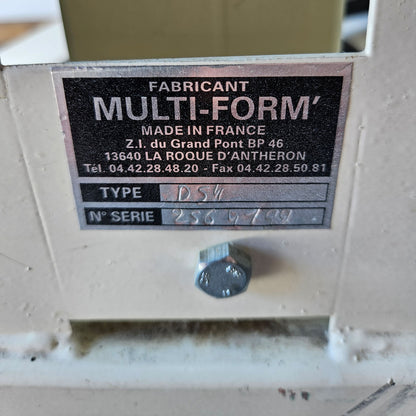 FABRICANT
MULTI-FORM'
MADE IN FRANCE
Z.I. du Grand Pont BP 46
13640 LA ROQUE D'ANTHERON
Tél. 04.42.28.48.20 - Fax 04.42.28.50.81
TYPE
N° SERIE